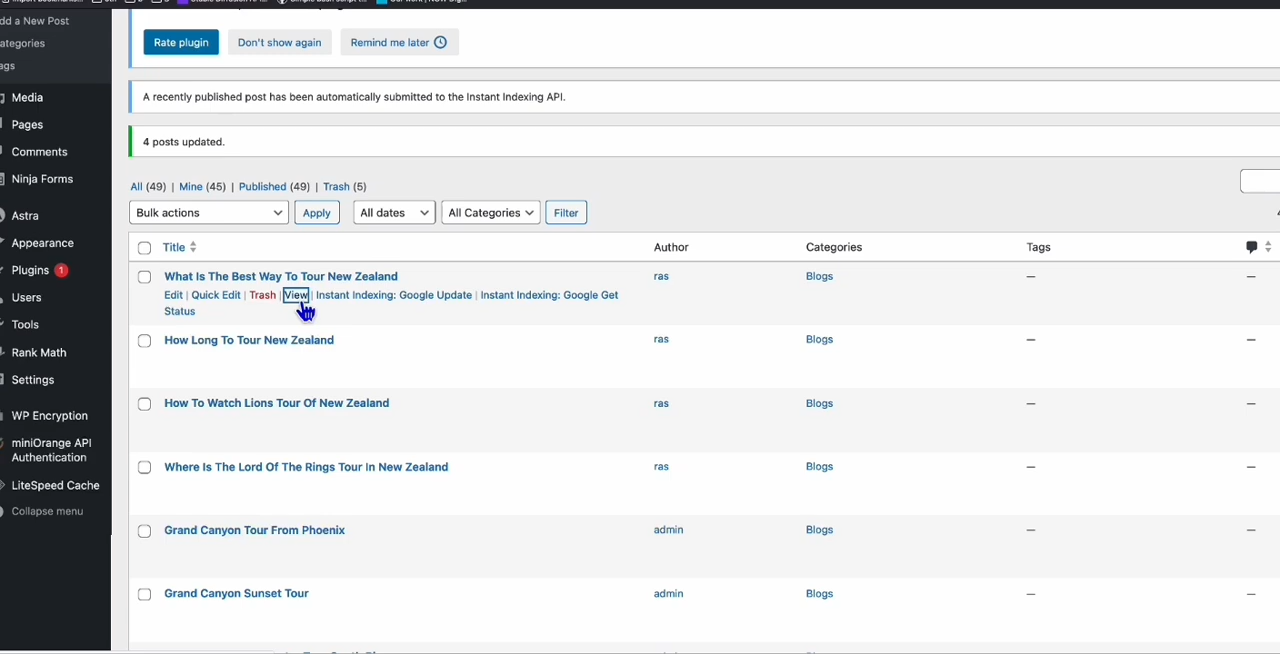 dd a New Post
ategories
ags
Media
Pages
Comments
Ninja Forms
Astra
Appearance
Plugins 1
Users
Tools
Rank Math
Settings
WP Encryption
miniOrange API
Authentication
LiteSpeed Cache
Collapse menu
Rate plugin Don't show again Remind me later
A recently published post has been automatically submitted to the Instant Indexing API.
4 posts updated.
All (49) | Mine (45) | Published (49) | Trash (5)
Bulk actions Apply All dates All Categories Filter
Title Author Categories Tags
What Is The Best Way To Tour New Zealand ras Blogs — —
Edit | Quick Edit | Trash | View | Instant Indexing: Google Update | Instant Indexing: Google Get
Status
How Long To Tour New Zealand ras Blogs — —
How To Watch Lions Tour Of New Zealand ras Blogs — —
Where Is The Lord Of The Rings Tour In New Zealand ras Blogs — —
Grand Canyon Tour From Phoenix admin Blogs — —
Grand Canyon Sunset Tour admin Blogs — —